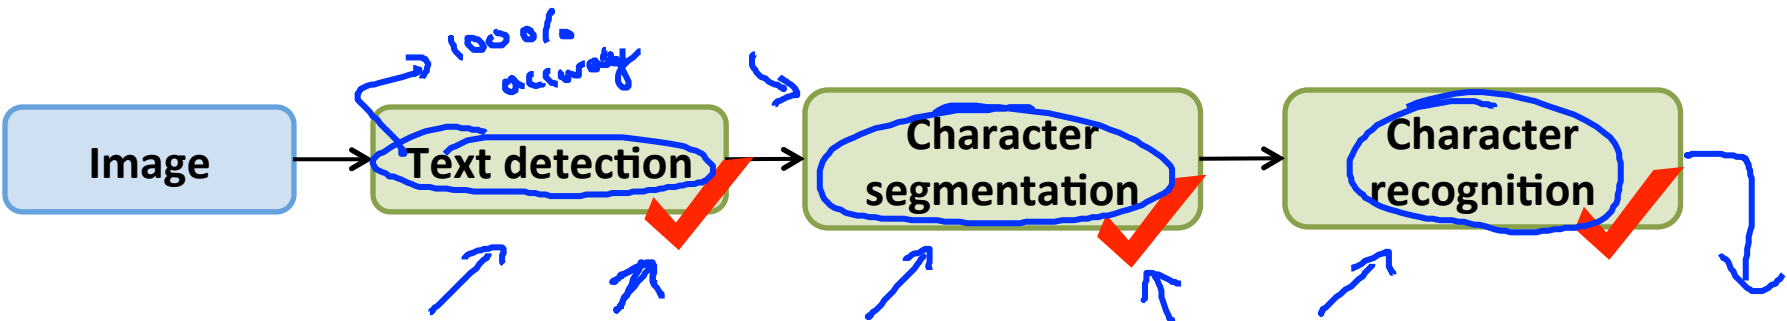 100%
accuracy
Image
Text detection
Character
segmentation
Character
recognition